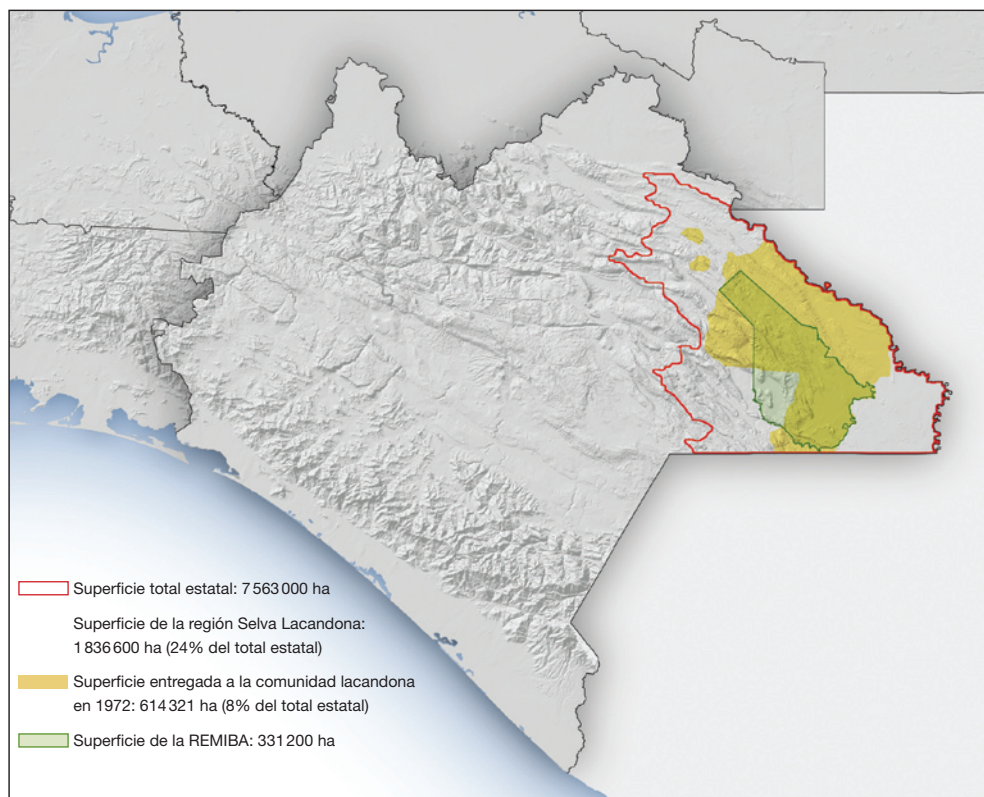 Superficie total estatal: 7 563 000 ha
Superficie de la región Selva Lacandona:
1 836 600 ha (24% del total estatal)
Superficie entregada a la comunidad lacandona
en 1972: 614 321 ha (8% del total estatal)
Superficie de la REMIBA: 331 200 ha